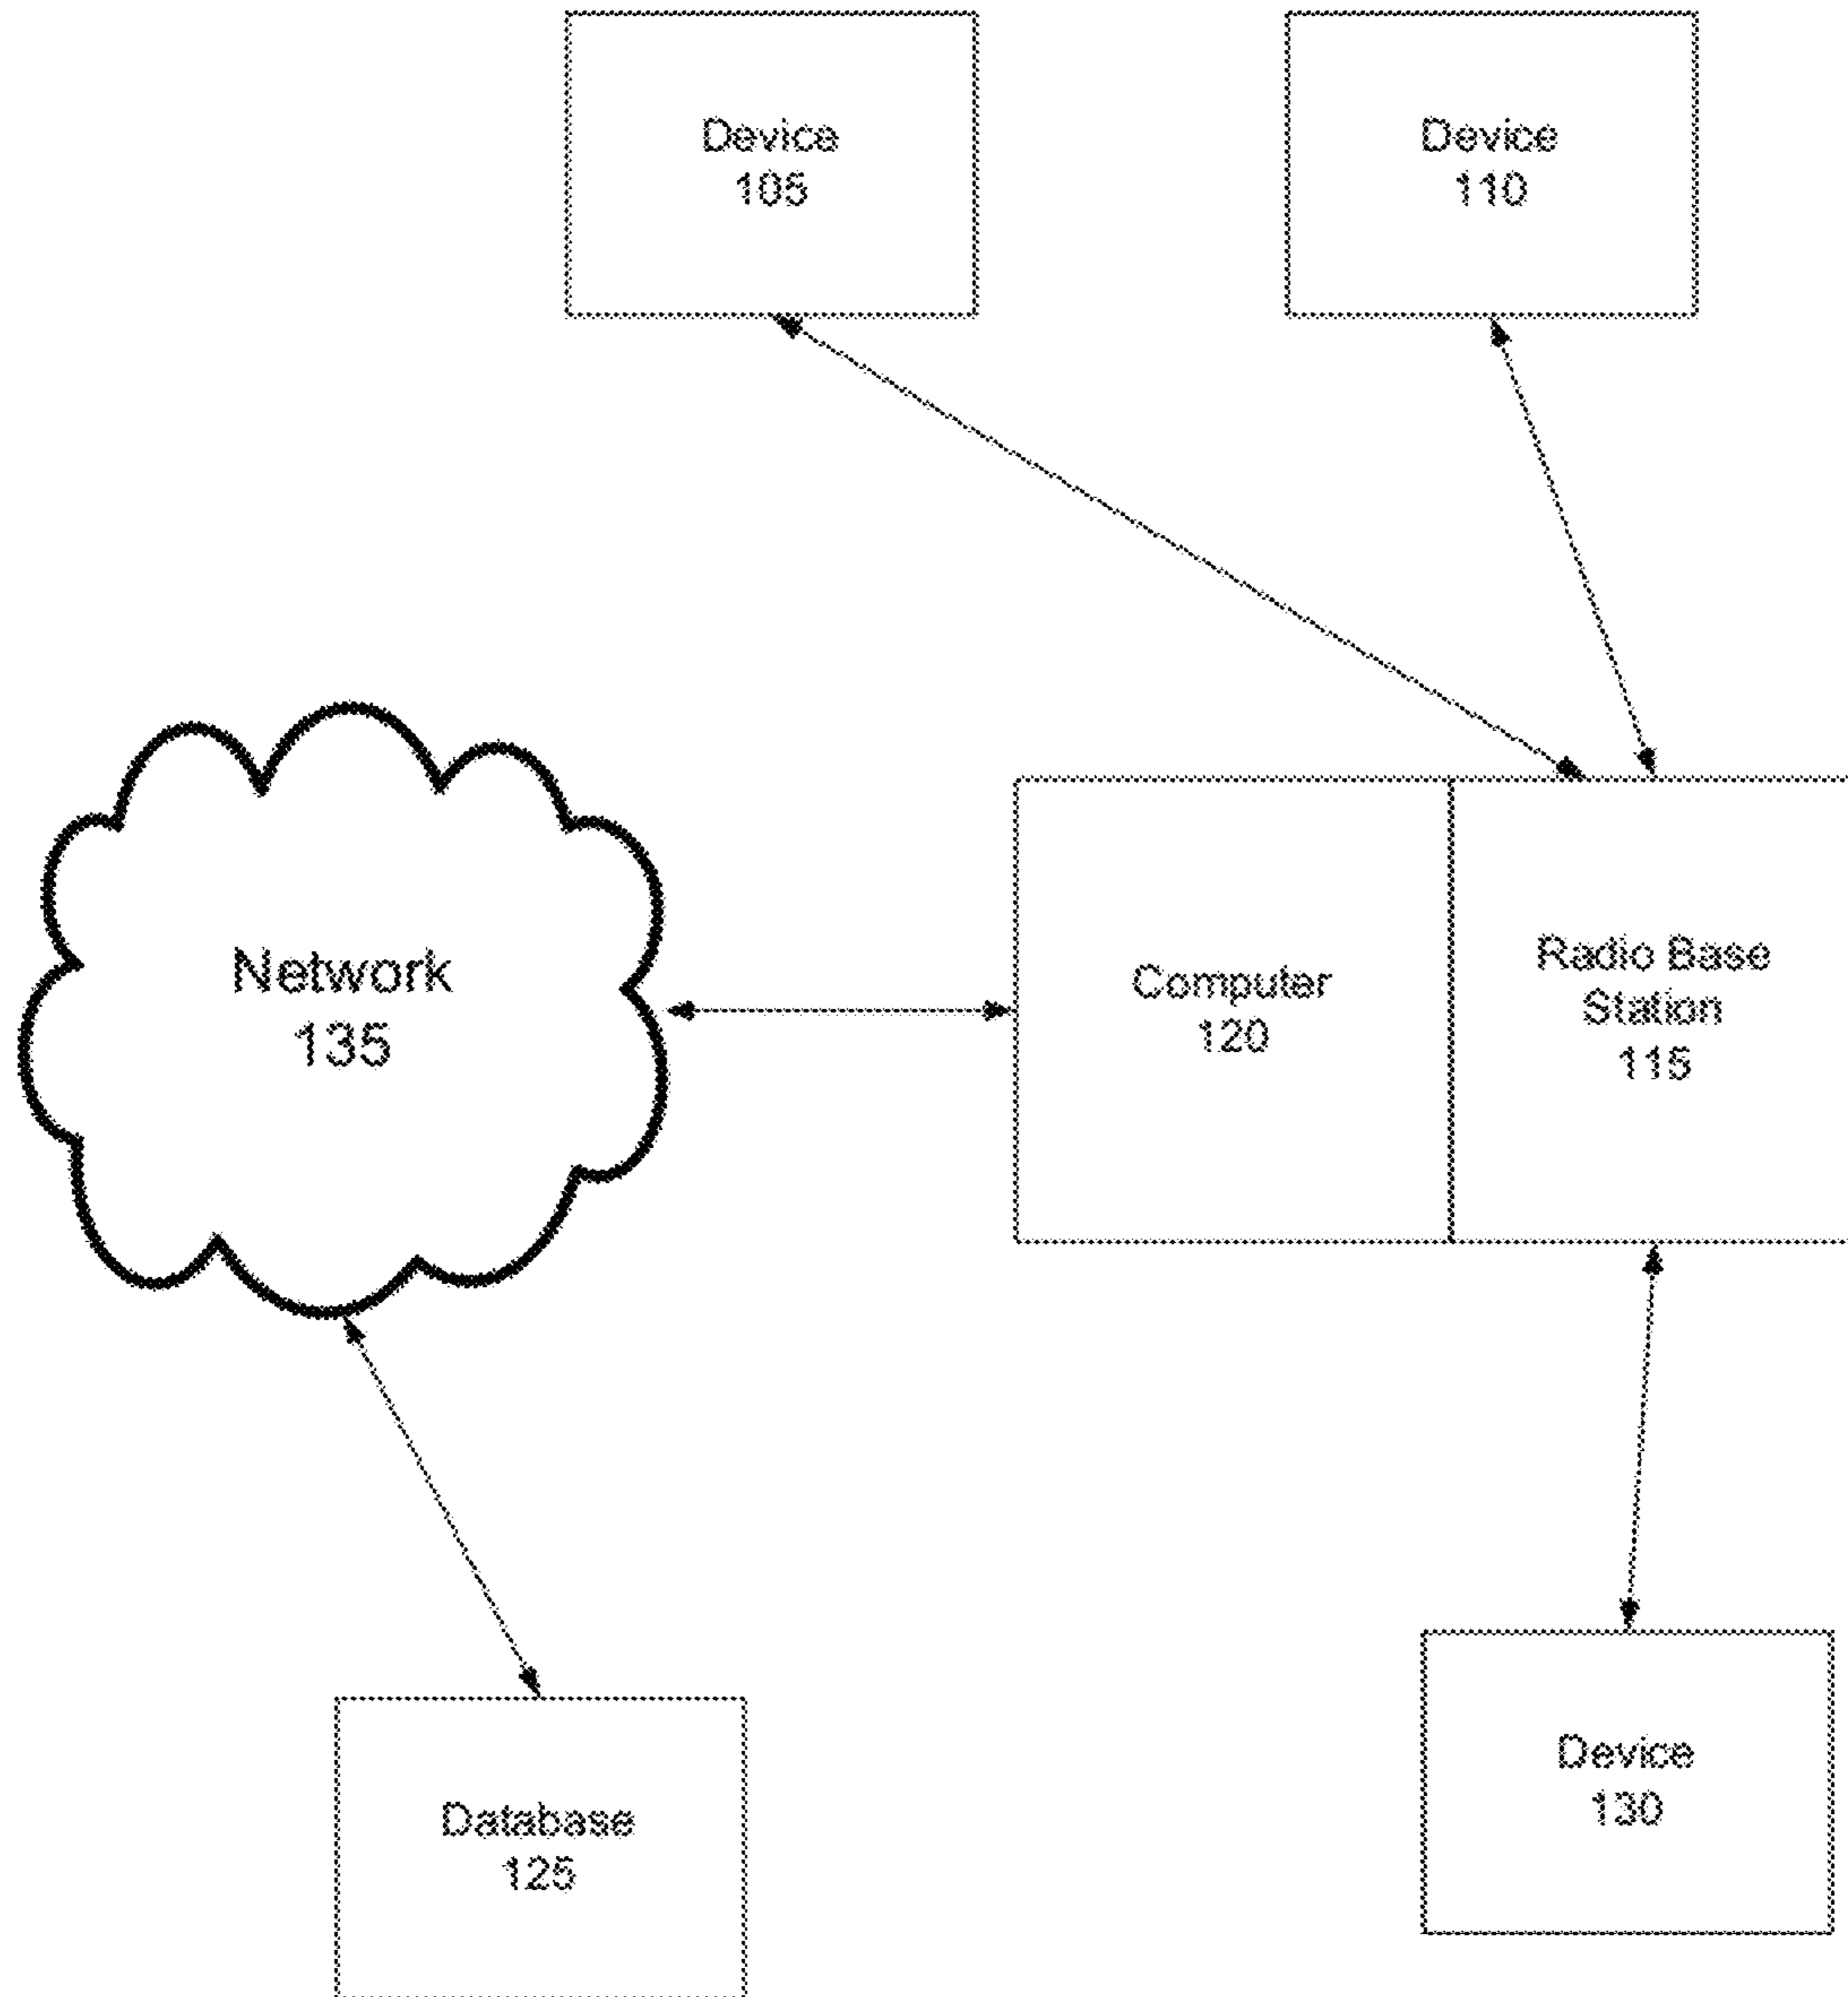 Device
105
Device
110
Network
135
Computer
120
Radio Base
Station
115
Database
125
Device
130